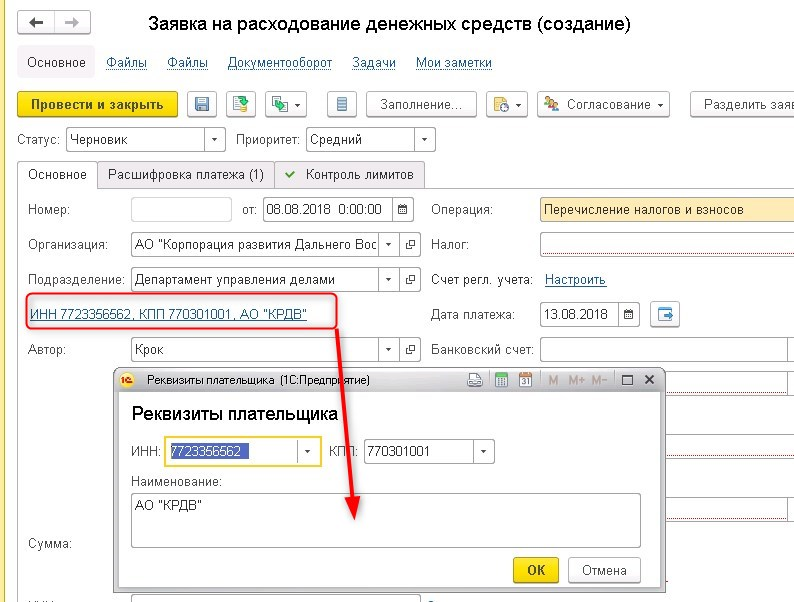 Заявка на расходование денежных средств (создание)
Основное Файлы Файлы Документооборот Задачи Мои заметки
Провести и закрыть Заполнение... Согласование Разделить заяв
Статус: Черновик Приоритет: Средний
Основное Расшифровка платежа (1) Контроль лимитов
Номер: от: 08.08.2018 0:00:00 Операция: Перечисление налогов и взносов
Организация: АО "Корпорация развития Дальнего Вос Налог:
Подразделение: Департамент управления делами Счет регл. учета: Настроить
ИНН 7723356562, КПП 770301001, АО "КРДВ" Дата платежа: 13.08.2018
Автор: Крок Банковский счет:
1С Реквизиты плательщика (1С:Предприятие) 31 M M+ M-
Реквизиты плательщика
ИНН: 7723356562 КПП: 770301001
Наименование:
АО "КРДВ"
Сумма:
ОК Отмена